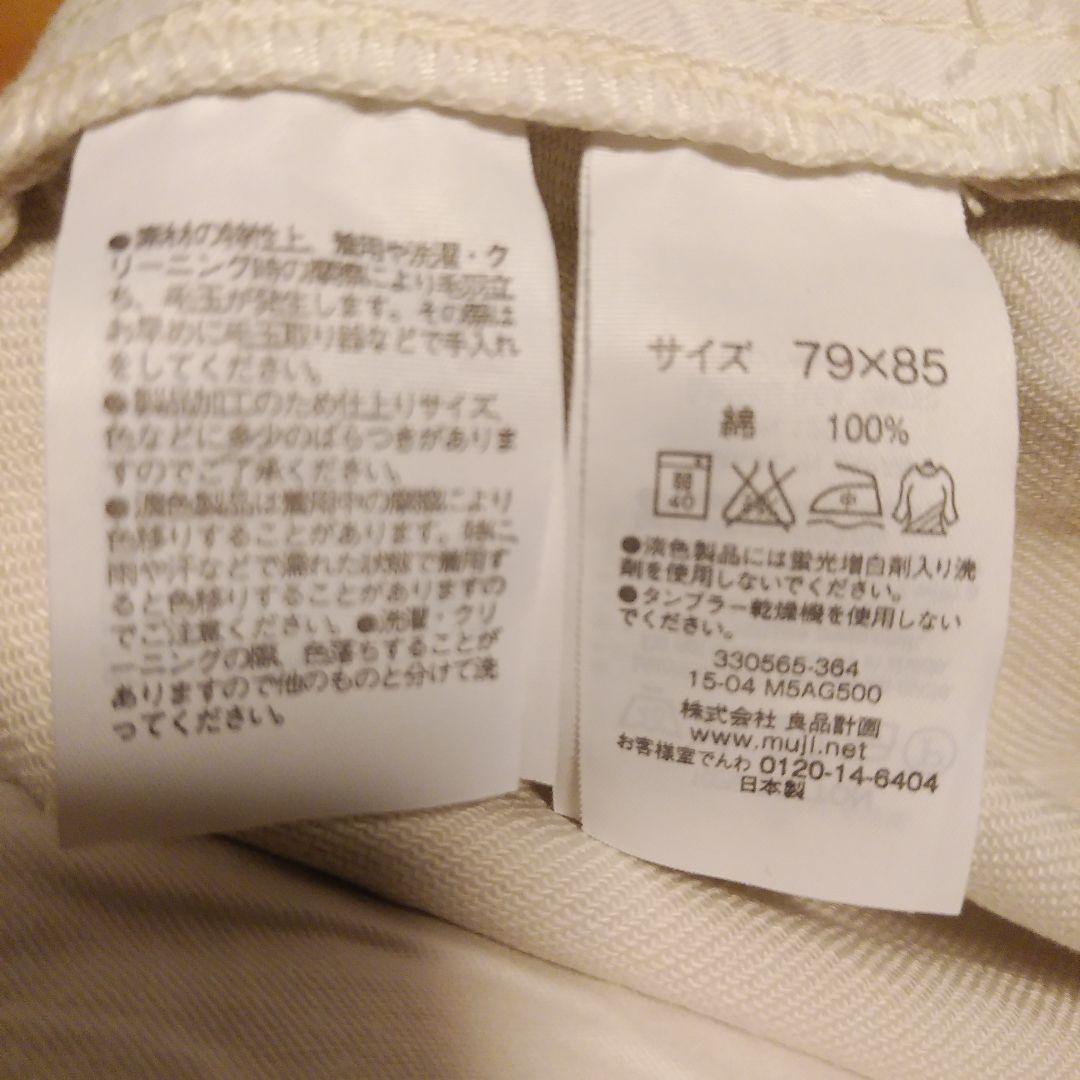 ●素材の特性上、着用や洗濯・ク
リーニング時の摩擦により毛羽立
ち、毛玉が発生します。その際は
お早めに毛玉取り器などで手入れ
をしてください。
●製品加工のため仕上りサイズ、
色などに多少のばらつきがありま
すのでご了承ください。
●濃色製品は着用中の摩擦により
色移りすることがあります。特に
雨や汗などで濡れた状態で着用す
ると色移りすることがありますの
でご注意ください。●洗濯・クリ
ーニングの際、色落ちすることが
ありますので他のものと分けて洗
ってください。
サイズ 79×85
綿 100%
弱 40 中
●淡色製品には蛍光増白剤入り洗
剤を使用しないでください。
●タンブラー乾燥機を使用しない
でください。
330565-364
15-04 M5AG500
株式会社 良品計画
www.muji.net
お客様室でんわ 0120-14-6404
日本製